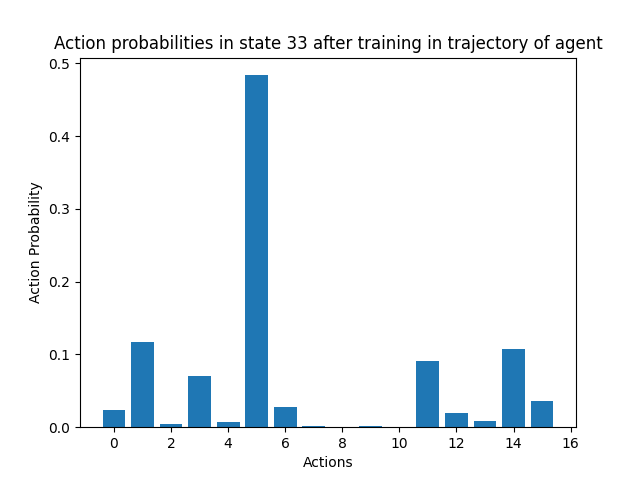 Action probabilities in state 33 after training in trajectory of agent
0.5
0.4
0.3
0.2
0.1
0.0
Action Probability
0 2 4 6 8 10 12 14 16
Actions